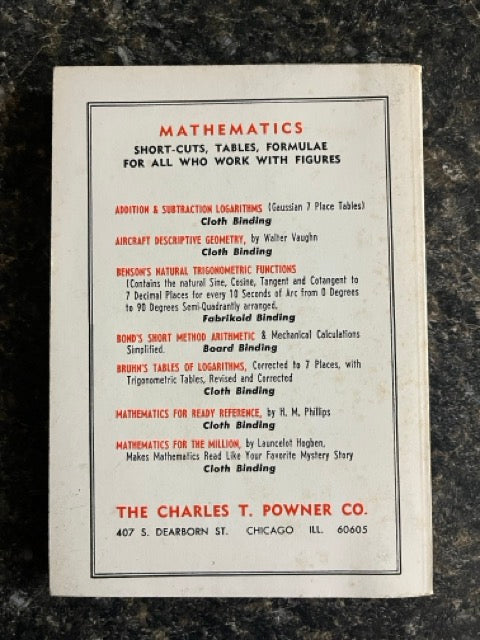 MATHEMATICS
SHORT-CUTS, TABLES, FORMULAE
FOR ALL WHO WORK WITH FIGURES
ADDITION & SUBTRACTION LOGARITHMS (Gaussian 7 Place Tables)
Cloth Binding
AIRCRAFT DESCRIPTIVE GEOMETRY, by Walter Vaughn
Cloth Binding
BENSON'S NATURAL TRIGONOMETRIC FUNCTIONS
(Contains the natural Sine, Cosine, Tangent and Cotangent to
7 Decimal Places for every 10 Seconds of Arc from 0 Degrees
to 90 Degrees Semi-Quadrantly arranged.
Fabrikoid Binding
BOND'S SHORT METHOD ARITHMETIC & Mechanical Calculations
Simplified. Board Binding
BRUHN'S TABLES OF LOGARITHMS, Corrected to 7 Places, with
Trigonometric Tables, Revised and Corrected
Cloth Binding
MATHEMATICS FOR READY REFERENCE, by H. M. Phillips
Cloth Binding
MATHEMATICS FOR THE MILLION, by Launcelot Hogben,
Makes Mathematics Read Like Your Favorite Mystery Story
Cloth Binding
THE CHARLES T. POWNER CO.
407 S. DEARBORN ST. CHICAGO ILL. 60605